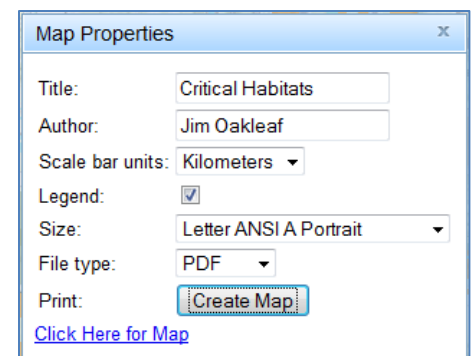 Map Properties x
Title: Critical Habitats
Author: Jim Oakleaf
Scale bar units: Kilometers
Legend:
Size: Letter ANSI A Portrait
File type: PDF
Print: Create Map
Click Here for Map